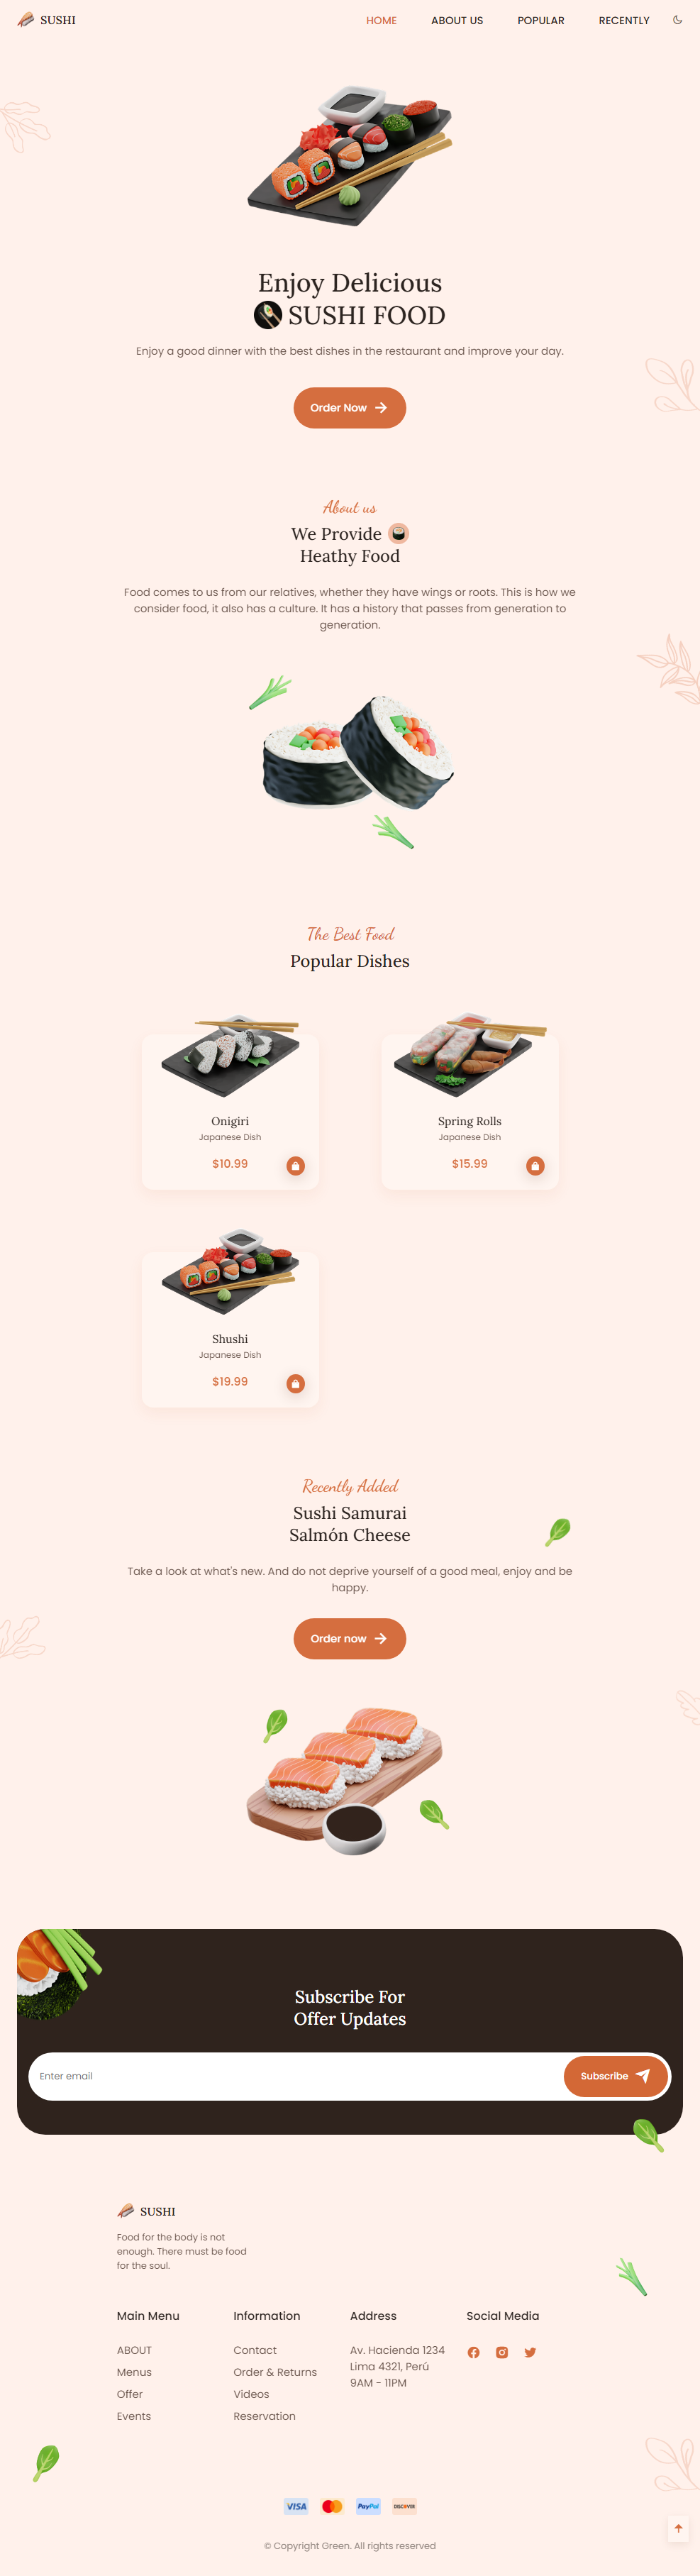 SUSHI
HOME
ABOUT US
POPULAR
RECENTLY
Enjoy Delicious
SUSHI FOOD
Enjoy a good dinner with the best dishes in the restaurant and improve your day.
Order Now
About us
We Provide
Heathy Food
Food comes to us from our relatives, whether they have wings or roots. This is how we
consider food, it also has a culture. It has a history that passes from generation to
generation.
The Best Food
Popular Dishes
Onigiri
Japanese Dish
$10.99
Spring Rolls
Japanese Dish
$15.99
Shushi
Japanese Dish
$19.99
Recently Added
Sushi Samurai
Salmón Cheese
Take a look at what's new. And do not deprive yourself of a good meal, enjoy and be
happy.
Order now
Subscribe For
Offer Updates
Enter email
Subscribe
SUSHI
Food for the body is not
enough. There must be food
for the soul.
Main Menu
ABOUT
Menus
Offer
Events
Information
Contact
Order & Returns
Videos
Reservation
Address
Av. Hacienda 1234
Lima 4321, Perú
9AM - 11PM
Social Media
VISA
PayPal
DISCOVER
© Copyright Green. All rights reserved